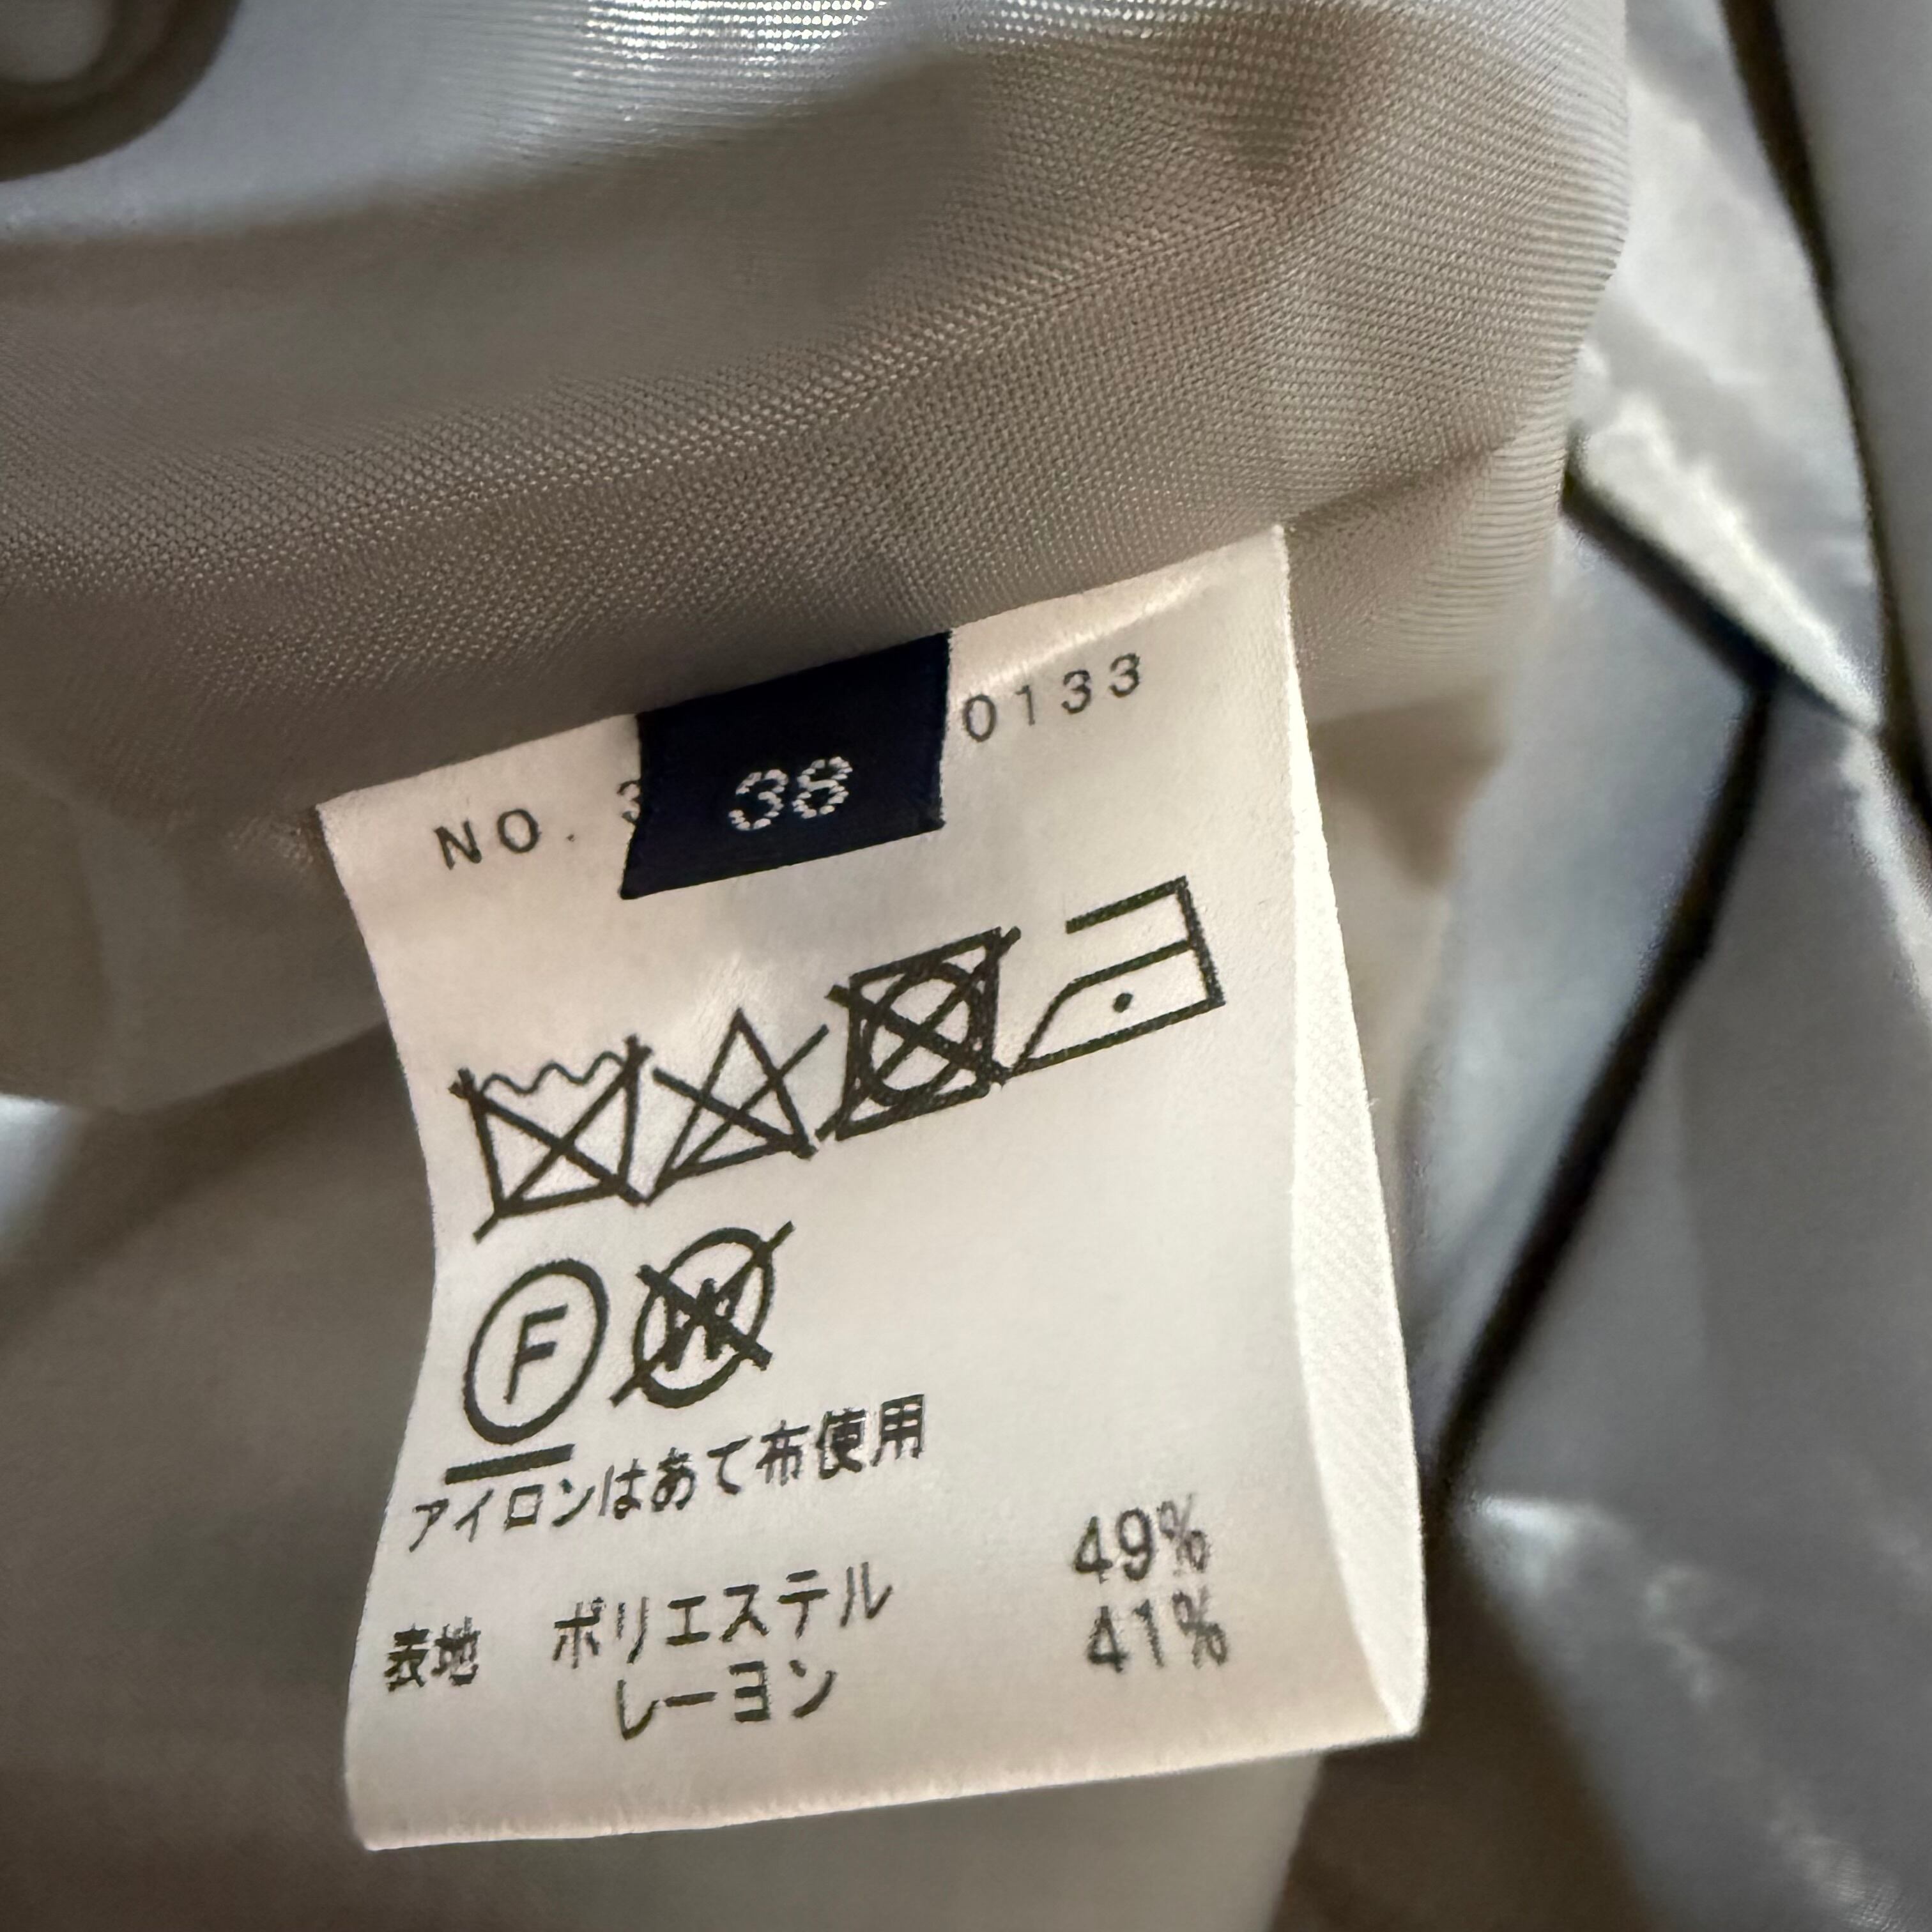 NO. 3 0133
38
F
W
アイロンはあて布使用
表地 ポリエステル 49%
レーヨン 41%